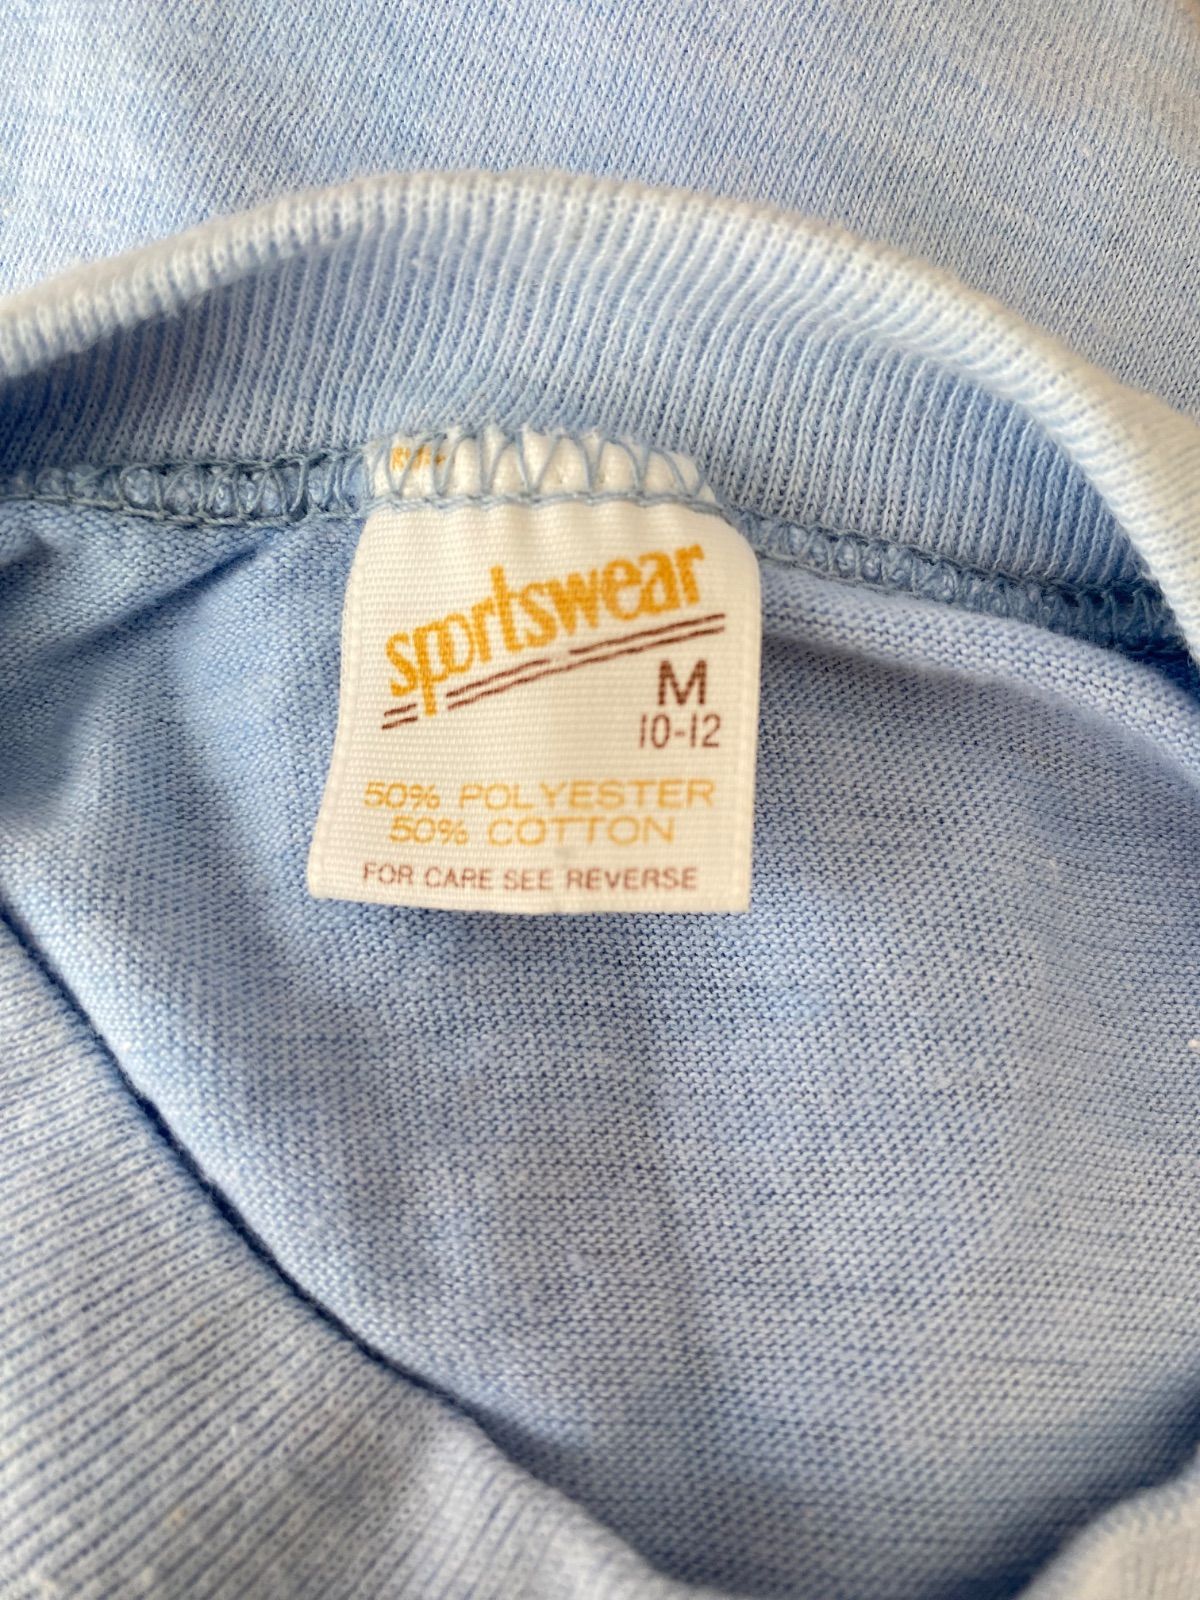 sportswear
M
10-12
50% POLYESTER
50% COTTON
FOR CARE SEE REVERSE